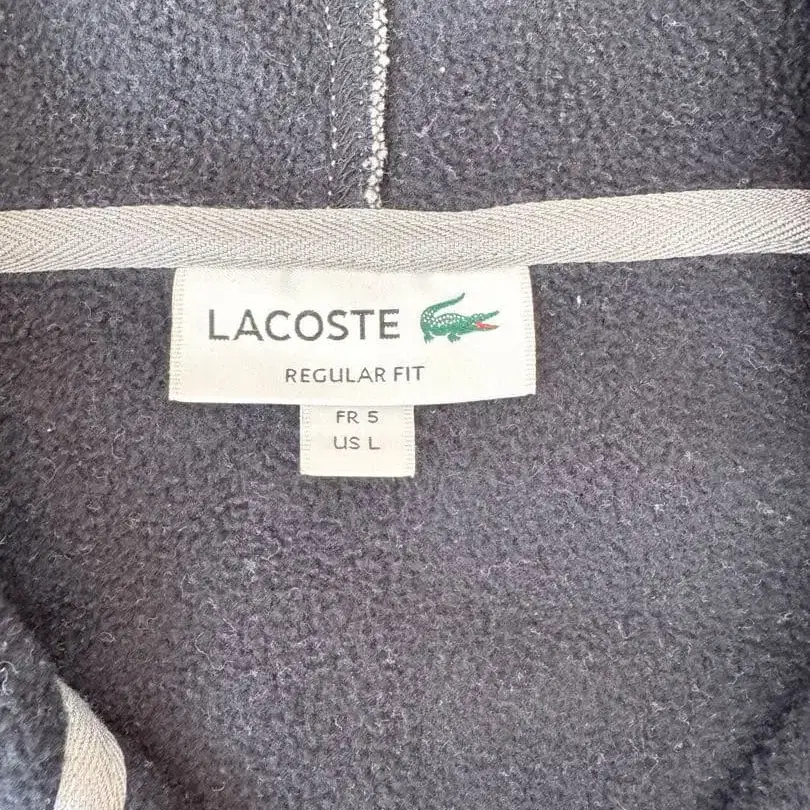 LACOSTE
REGULAR FIT
FR 5
US L